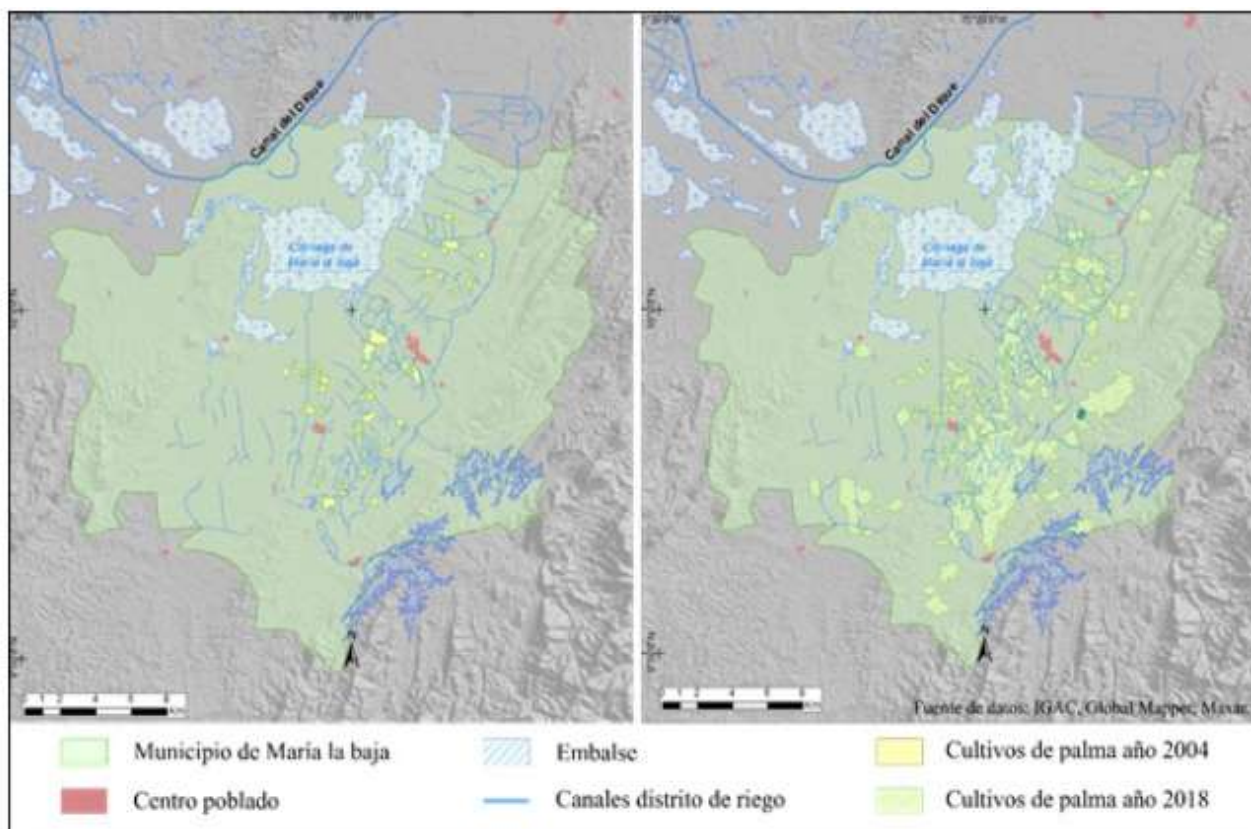 Canal del Dique
Ciénaga de
María la baja
N
Canal del Dique
Ciénaga de
María la baja
N
Fuente de datos: IGAC, Global Mapper, Maxar.
Municipio de María la baja
Embalse
Cultivos de palma año 2004
Centro poblado
Canales distrito de riego
Cultivos de palma año 2018